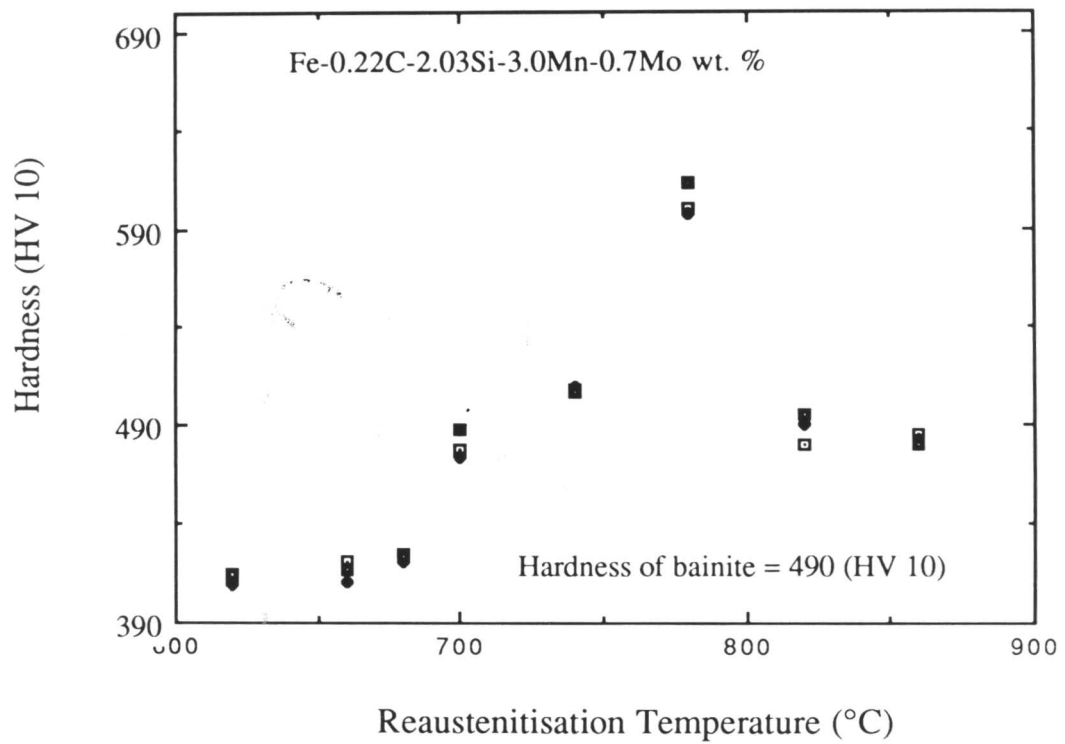 690
Fe-0.22C-2.03Si-3.0Mn-0.7Mo wt. %
Hardness (HV 10)
590
490
Hardness of bainite = 490 (HV 10)
390
700
800
900
Reaustenitisation Temperature (°C)